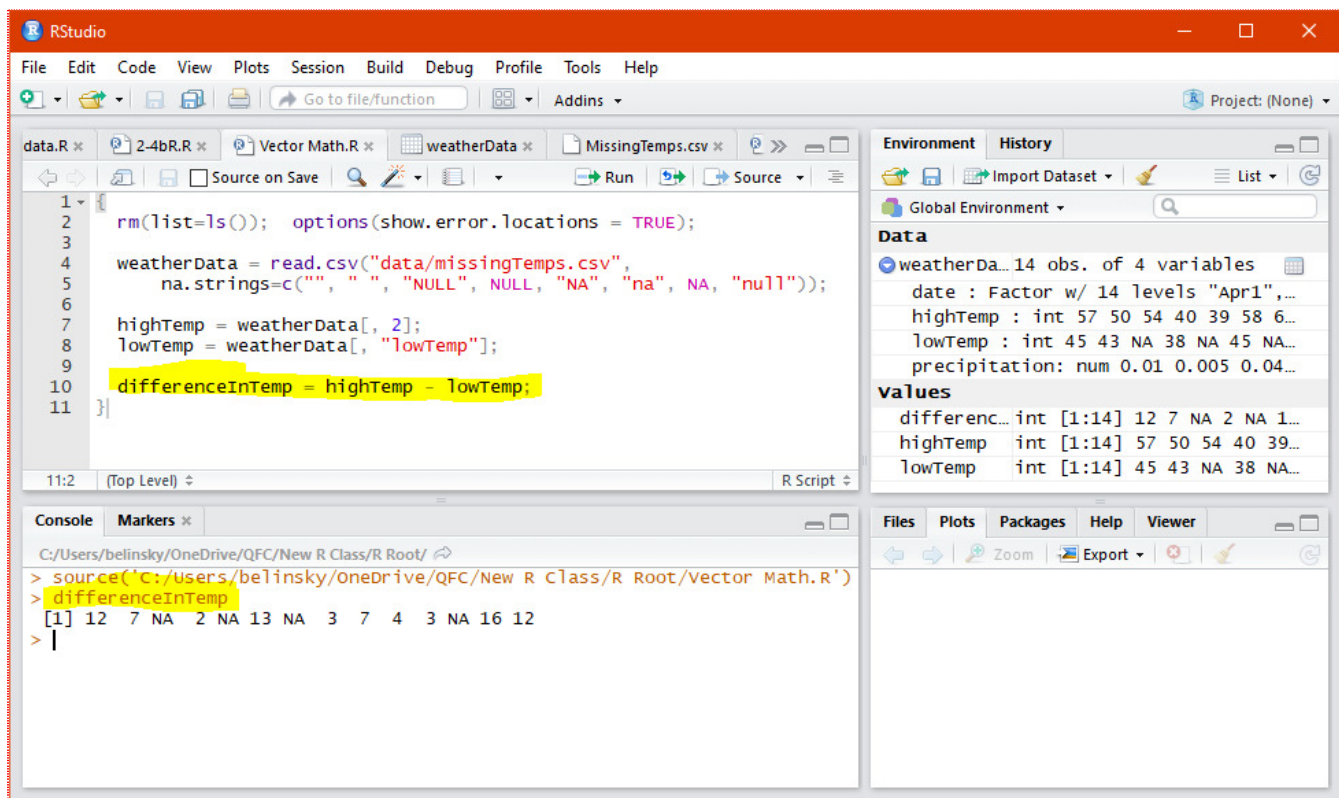 RStudio
File Edit Code View Plots Session Build Debug Profile Tools Help
Go to file/function Addins Project: (None)
data.R 2-4bR.R Vector Math.R weatherData MissingTemps.csv
Source on Save Run Source
1 {
2 rm(list=ls()); options(show.error.locations = TRUE);
3
4 weatherData = read.csv("data/missingTemps.csv",
5 na.strings=c("", " ", "NULL", NULL, "NA", "na", NA, "null"));
6
7 highTemp = weatherData[, 2];
8 lowTemp = weatherData[, "lowTemp"];
9
10 differenceInTemp = highTemp - lowTemp;
11 }
11:2 (Top Level) R Script
Console Markers
C:/Users/belinsky/OneDrive/QFC/New R Class/R Root/
> source('C:/Users/belinsky/OneDrive/QFC/New R Class/R Root/Vector Math.R')
> differenceInTemp
[1] 12 7 NA 2 NA 13 NA 3 7 4 3 NA 16 12
>
Environment History
Import Dataset List
Global Environment
Data
weatherDa… 14 obs. of 4 variables
date : Factor w/ 14 levels "Apr1",…
highTemp : int 57 50 54 40 39 58 6…
lowTemp : int 45 43 NA 38 NA 45 NA…
precipitation: num 0.01 0.005 0.04…
Values
differenc… int [1:14] 12 7 NA 2 NA 1…
highTemp int [1:14] 57 50 54 40 39…
lowTemp int [1:14] 45 43 NA 38 NA…
Files Plots Packages Help Viewer
Zoom Export